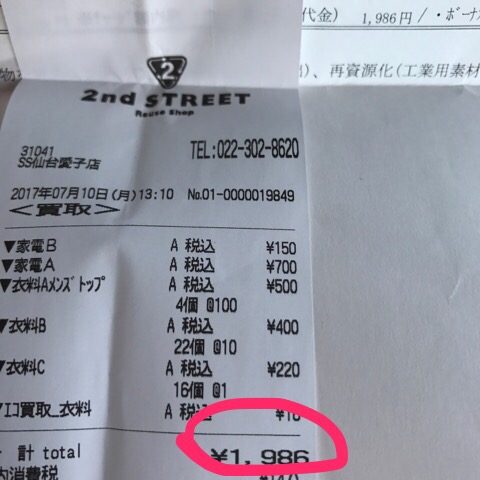 代金) 1,986円/・ボーナ
、再資源化(工業用素材
2
2nd STREET
Reuse Shop
31041
SS仙台愛子店
TEL:022-302-8620
2017年07月10日(月)13:10 No.01-0000019849
<買取>
▼家電B A 税込 ¥150
▼家電A A 税込 ¥700
▼衣料Aメンズトップ A 税込 ¥500
4個 @100
▼衣料B A 税込 ¥400
22個 @10
▼衣料C A 税込 ¥220
16個 @1
▼エコ買取_衣料 A 税込 ¥16
計 total ¥1,986
内消費税